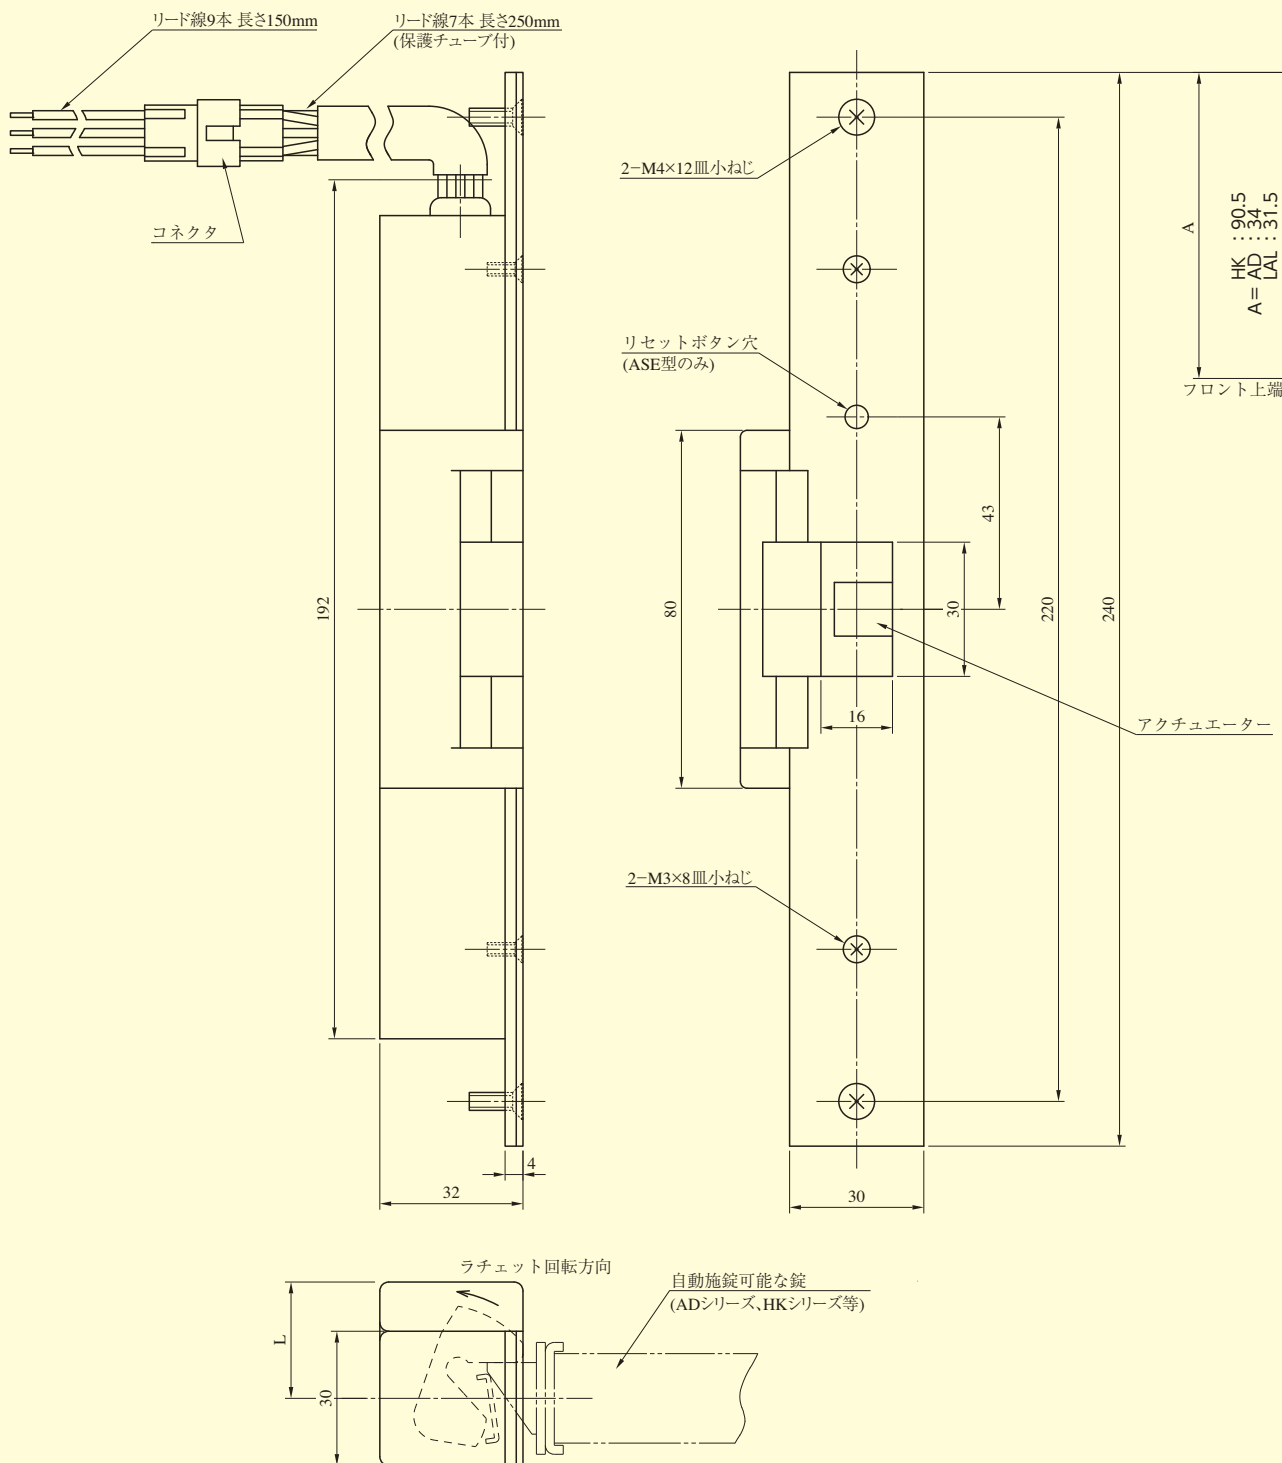 リード線9本 長さ150mm
リード線7本 長さ250mm
(保護チューブ付)
コネクタ
2−M4×12皿小ねじ
A
HK : 90.5
A= AD : 34
LAL : 31.5
フロント上端
リセットボタン穴
(ASE型のみ)
43
192
80
30
220
240
16
アクチュエーター
2−M3×8皿小ねじ
4
32
30
ラチェット回転方向
自動施錠可能な錠
(ADシリーズ、HKシリーズ等)
L
30